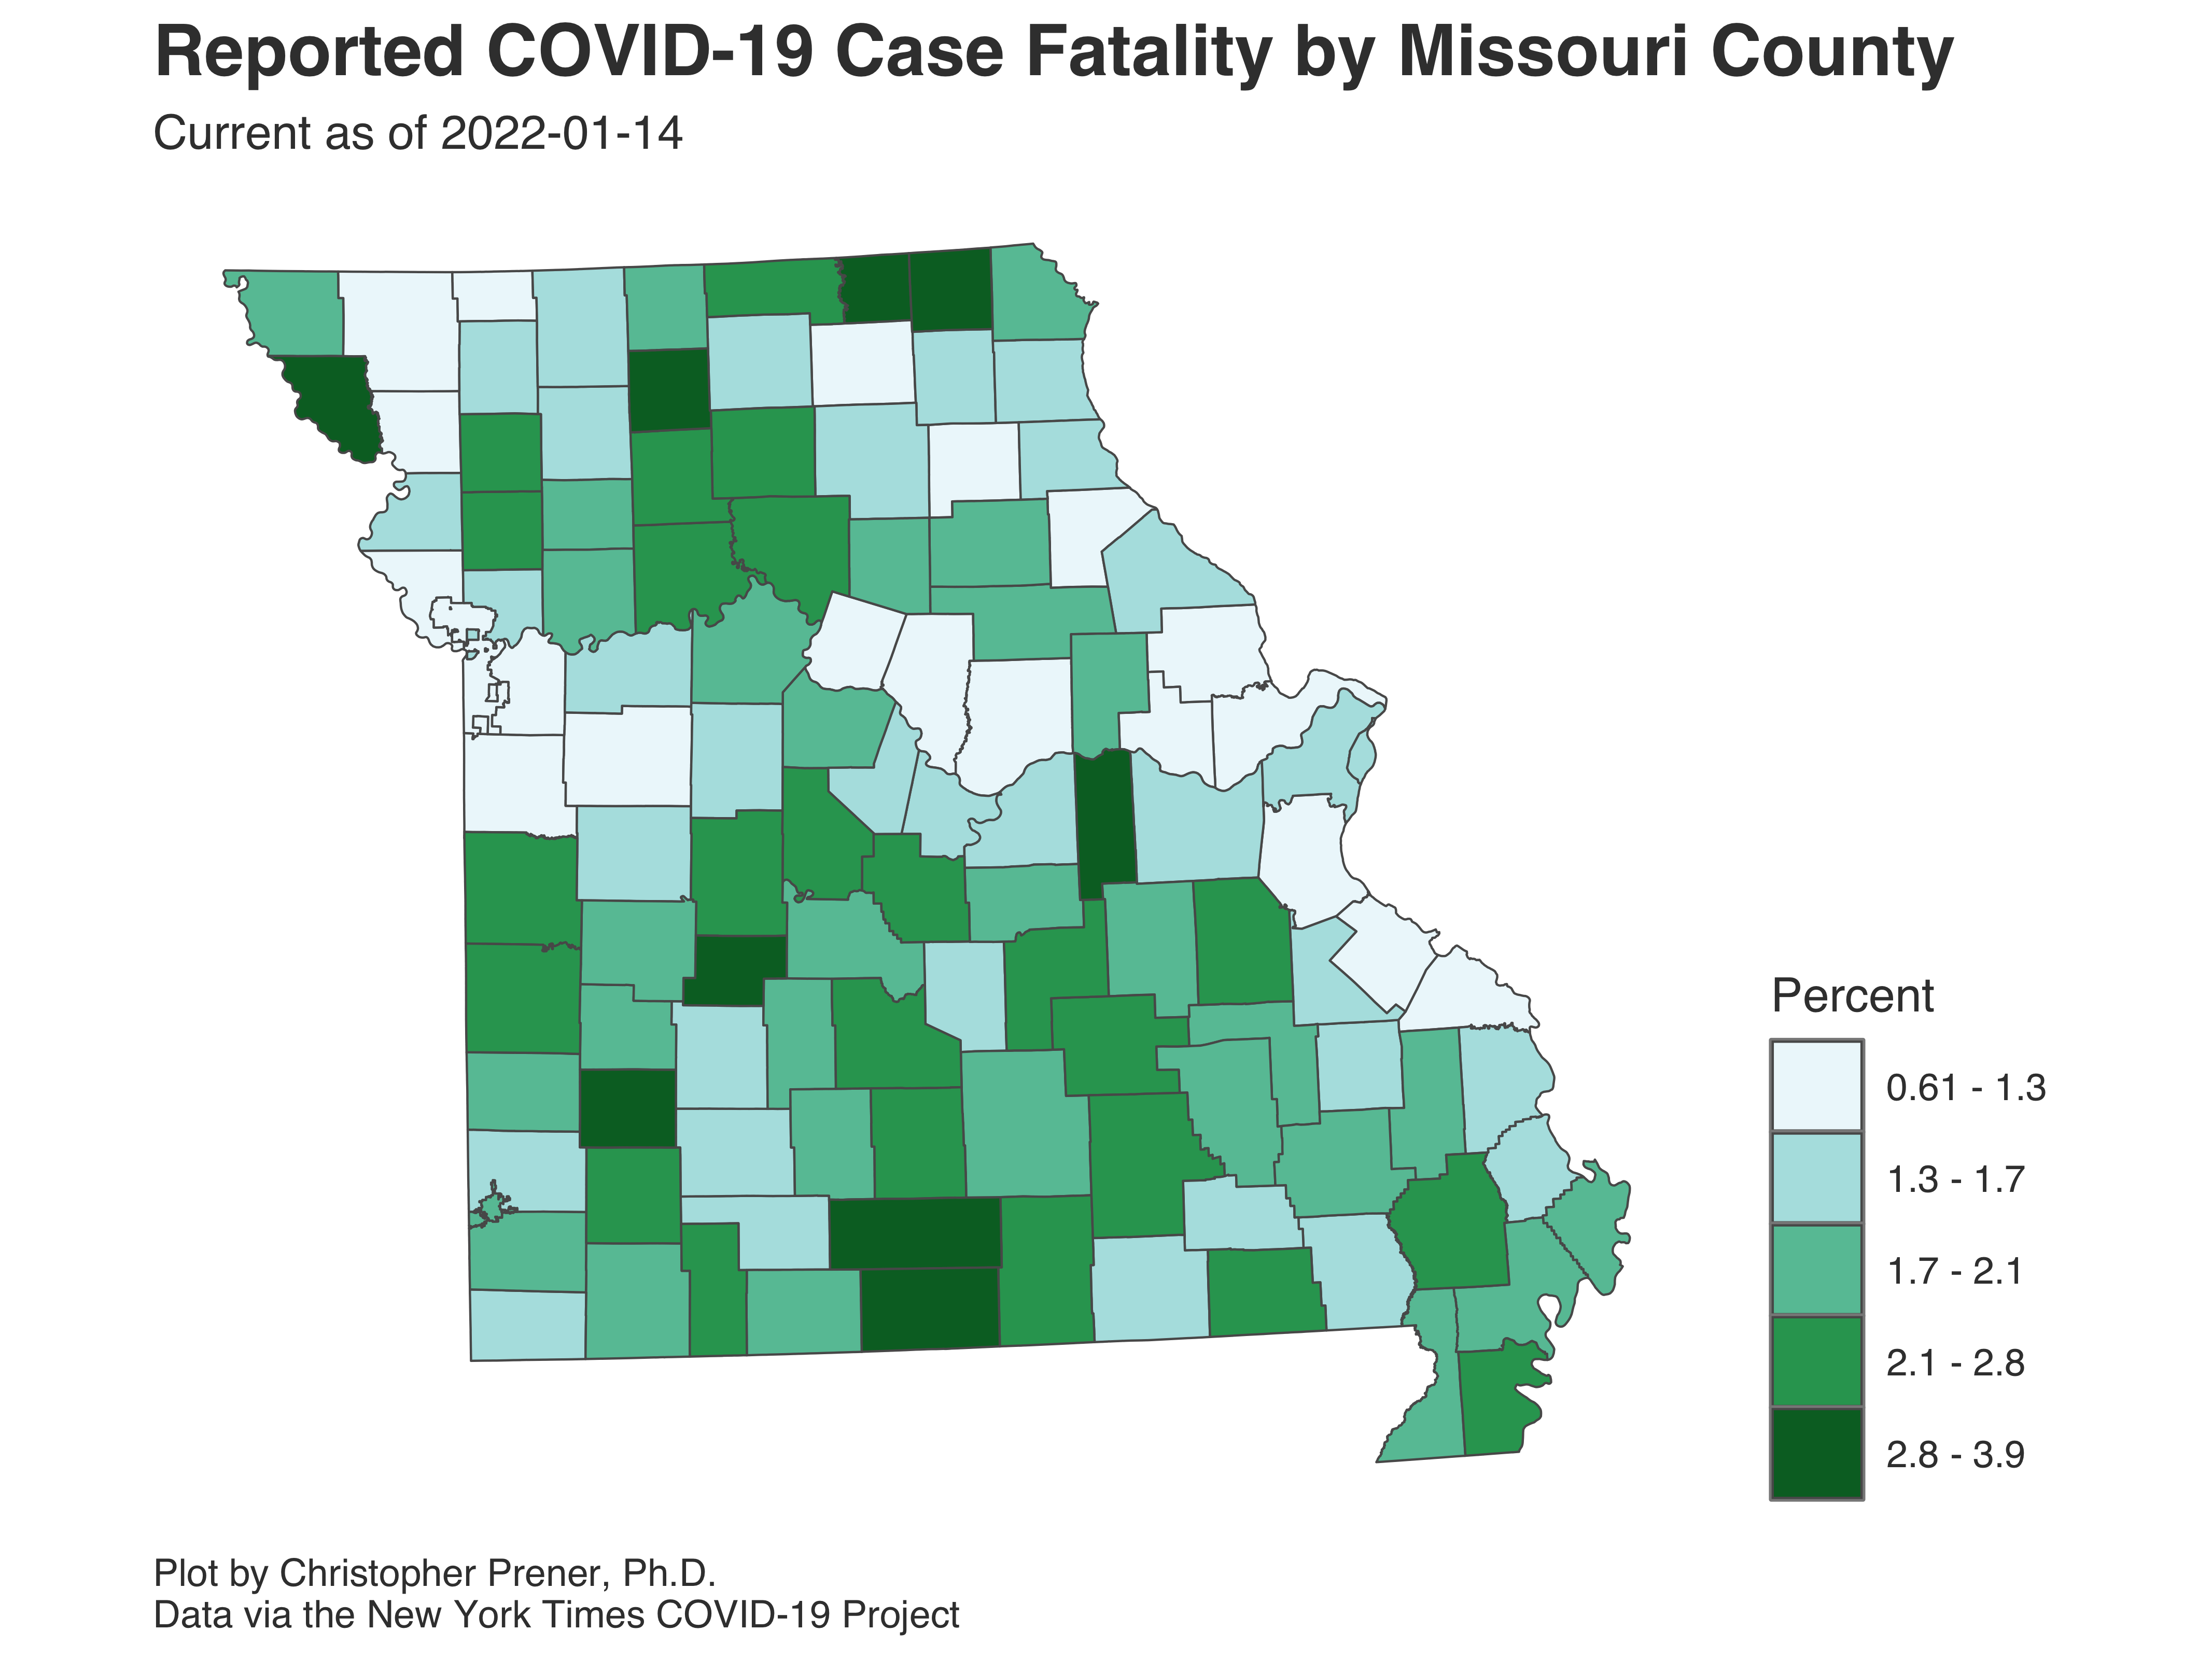 Reported COVID-19 Case Fatality by Missouri County
Current as of 2022-01-14
Percent
0.61 - 1.3
1.3 - 1.7
1.7 - 2.1
2.1 - 2.8
2.8 - 3.9
Plot by Christopher Prener, Ph.D.
Data via the New York Times COVID-19 Project